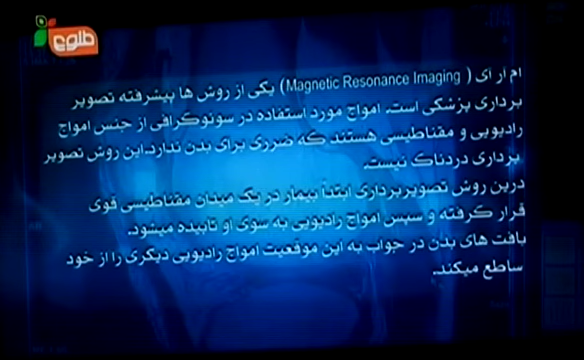 طلوع
ام ار ای ( Magnetic Resonance Imaging) یکی از روش ها پیشرفته تصویر
برداری پزشکی است. امواج مورد استفاده در سونوگرافی از جنس امواج
رادیویی و مقناطیسی هستند که ضرری برای بدن ندارد.این روش تصویر
برداری دردناک نیست.
درین روش تصویربرداری ابتدأ بیمار در یک میدان مقناطیسی قوی
قرار گرفته و سپس امواج رادیویی به سوی او تابیده میشود.
بافت های بدن در جواب به این موقعیت امواج رادیویی دیگری را از خود
ساطع میکند.